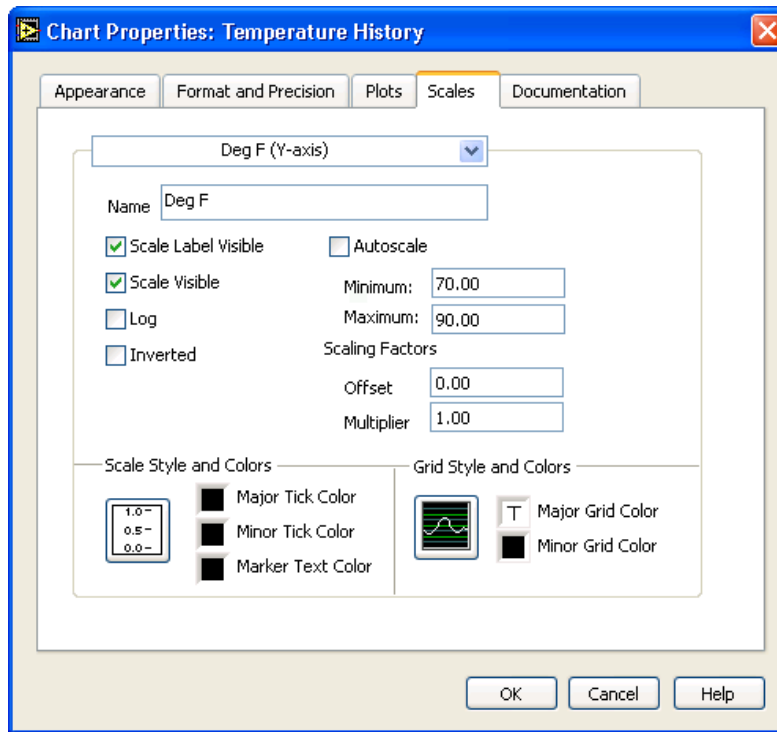 Chart Properties: Temperature History
Appearance
Format and Precision
Plots
Scales
Documentation
Deg F (Y-axis)
Name Deg F
Scale Label Visible
Autoscale
Scale Visible
Minimum: 70.00
Log
Maximum: 90.00
Inverted
Scaling Factors
Offset 0.00
Multiplier 1.00
Scale Style and Colors
Grid Style and Colors
1.0
0.5
0.0
Major Tick Color
Minor Tick Color
Marker Text Color
T Major Grid Color
Minor Grid Color
OK
Cancel
Help